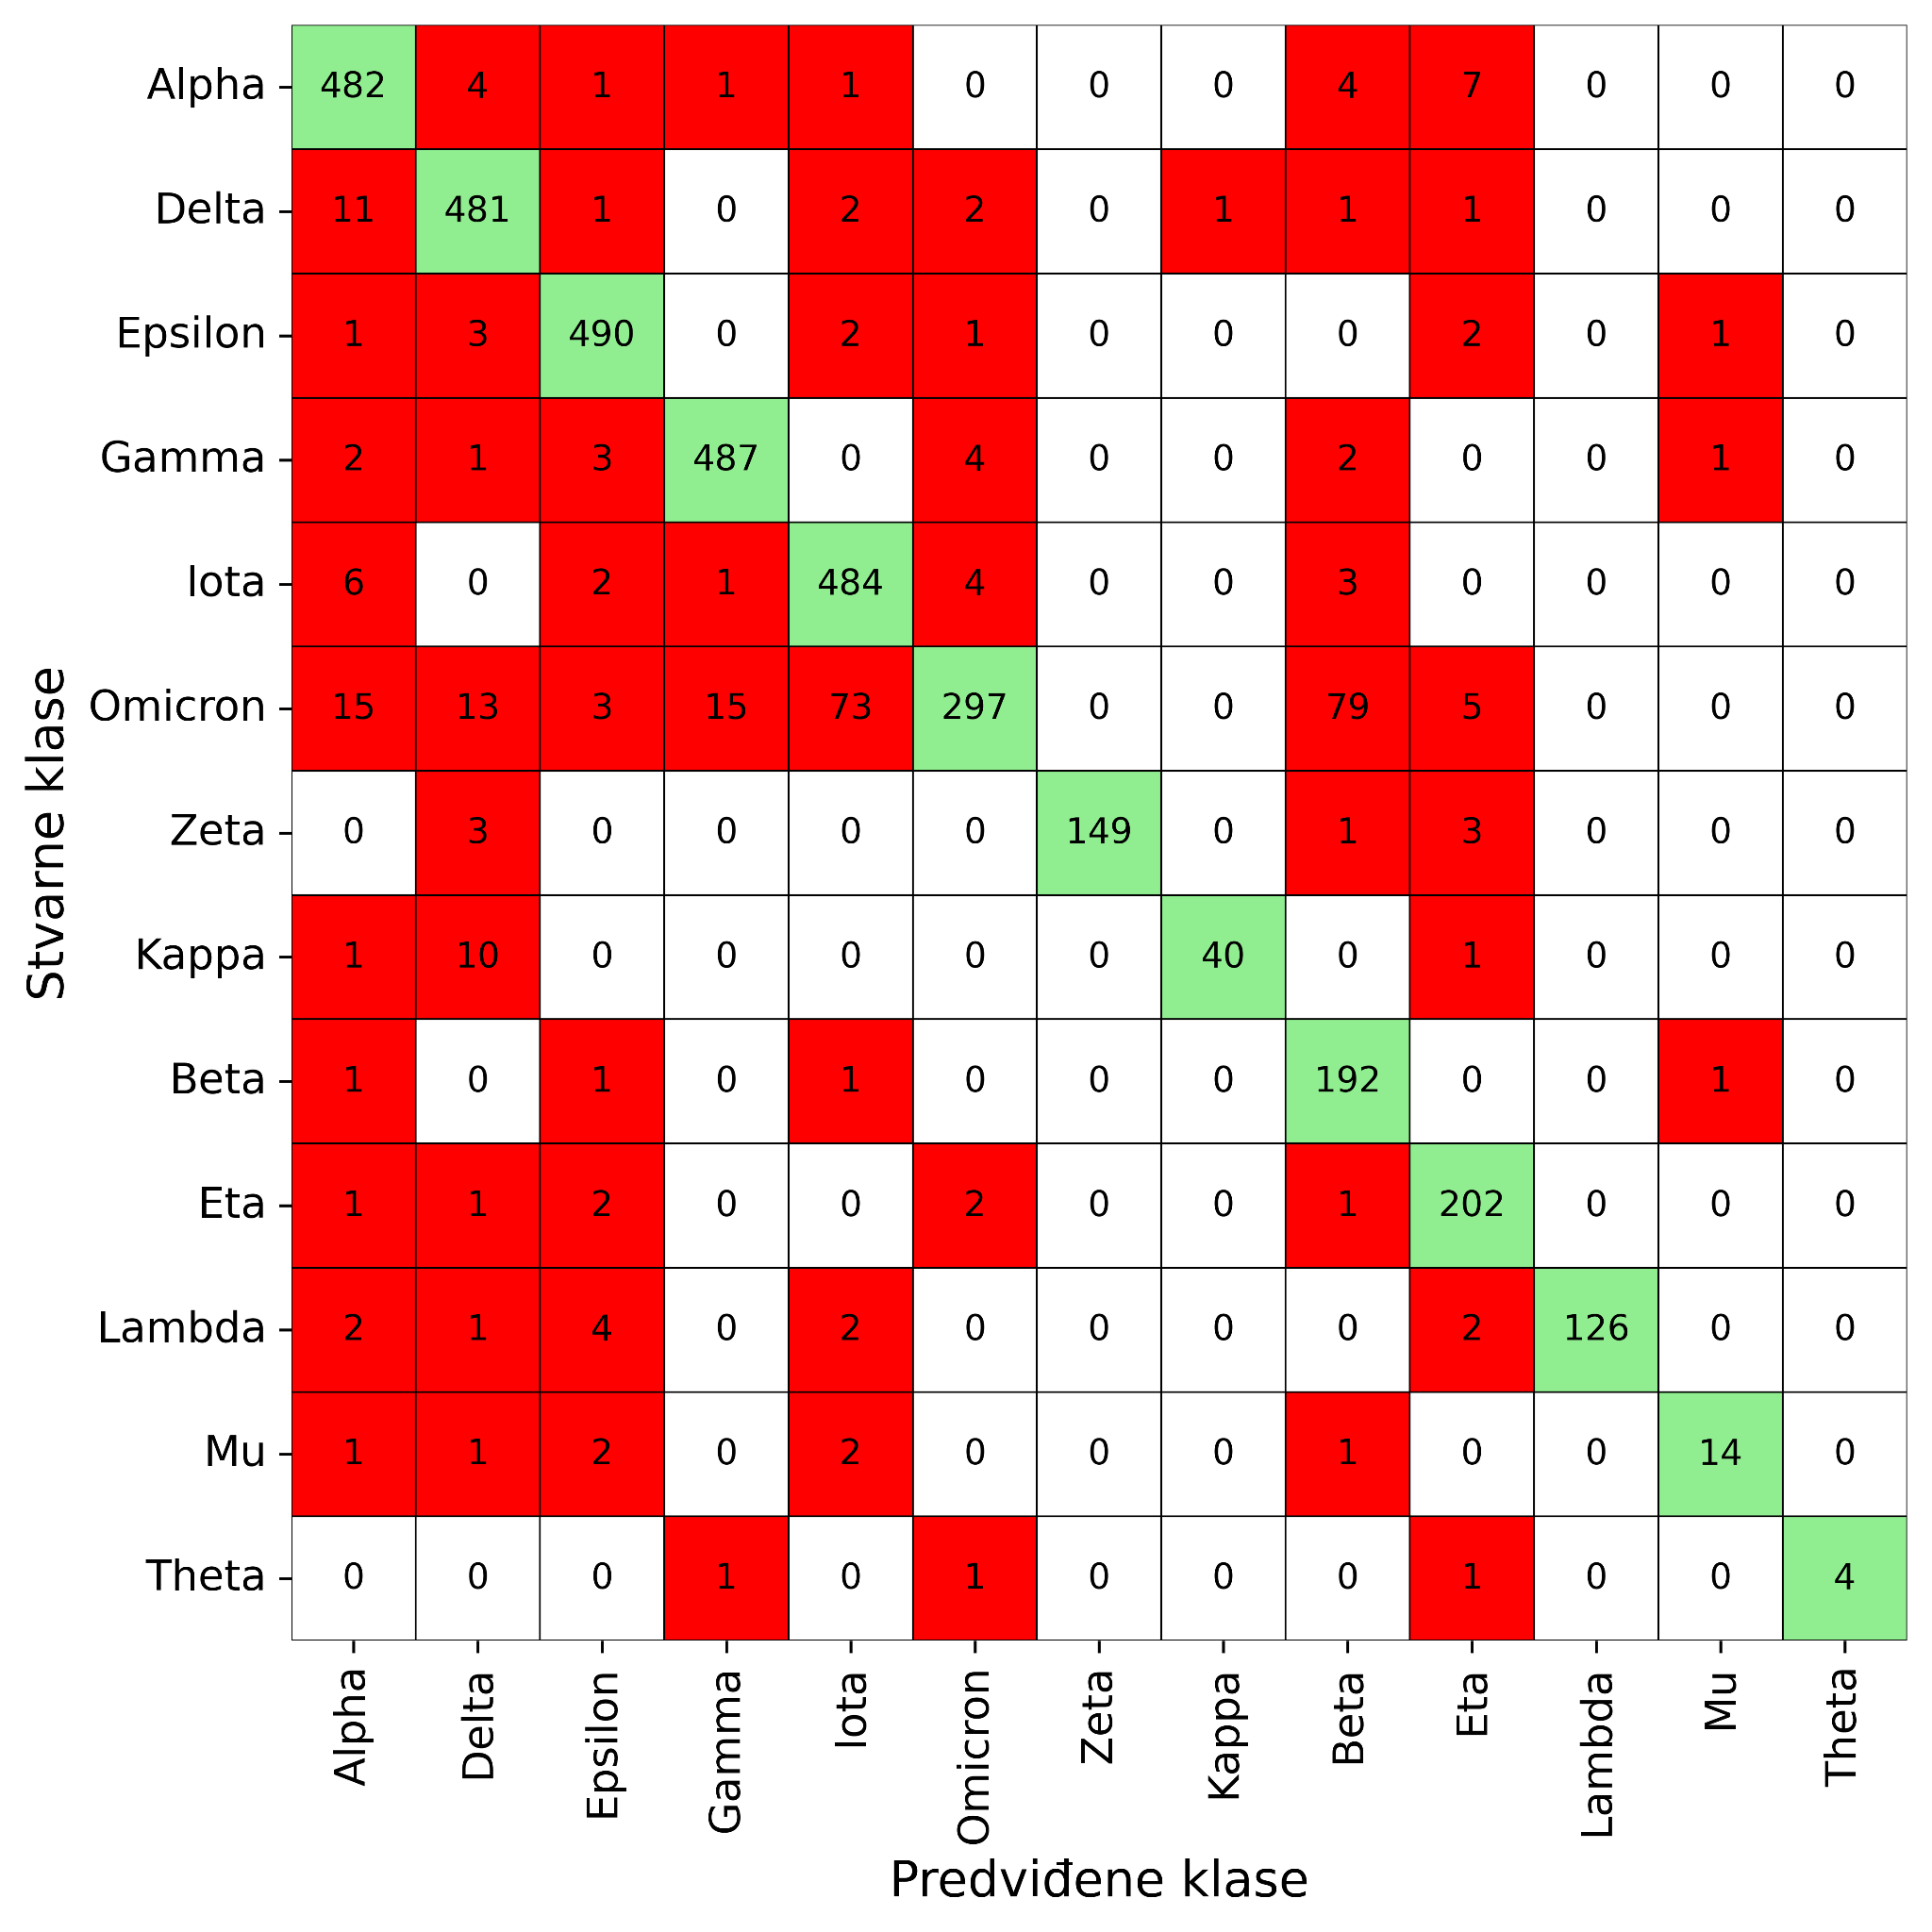 Stvarne klase
Alpha 482 4 1 1 1 0 0 0 4 7 0 0 0
Delta 11 481 1 0 2 2 0 1 1 1 0 0 0
Epsilon 1 3 490 0 2 1 0 0 0 2 0 1 0
Gamma 2 1 3 487 0 4 0 0 2 0 0 1 0
Iota 6 0 2 1 484 4 0 0 3 0 0 0 0
Omicron 15 13 3 15 73 297 0 0 79 5 0 0 0
Zeta 0 3 0 0 0 0 149 0 1 3 0 0 0
Kappa 1 10 0 0 0 0 0 40 0 1 0 0 0
Beta 1 0 1 0 1 0 0 0 192 0 0 1 0
Eta 1 1 2 0 0 2 0 0 1 202 0 0 0
Lambda 2 1 4 0 2 0 0 0 0 2 126 0 0
Mu 1 1 2 0 2 0 0 0 1 0 0 14 0
Theta 0 0 0 1 0 1 0 0 0 1 0 0 4
Alpha Delta Epsilon Gamma Iota Omicron Zeta Kappa Beta Eta Lambda Mu Theta
Predviđene klase